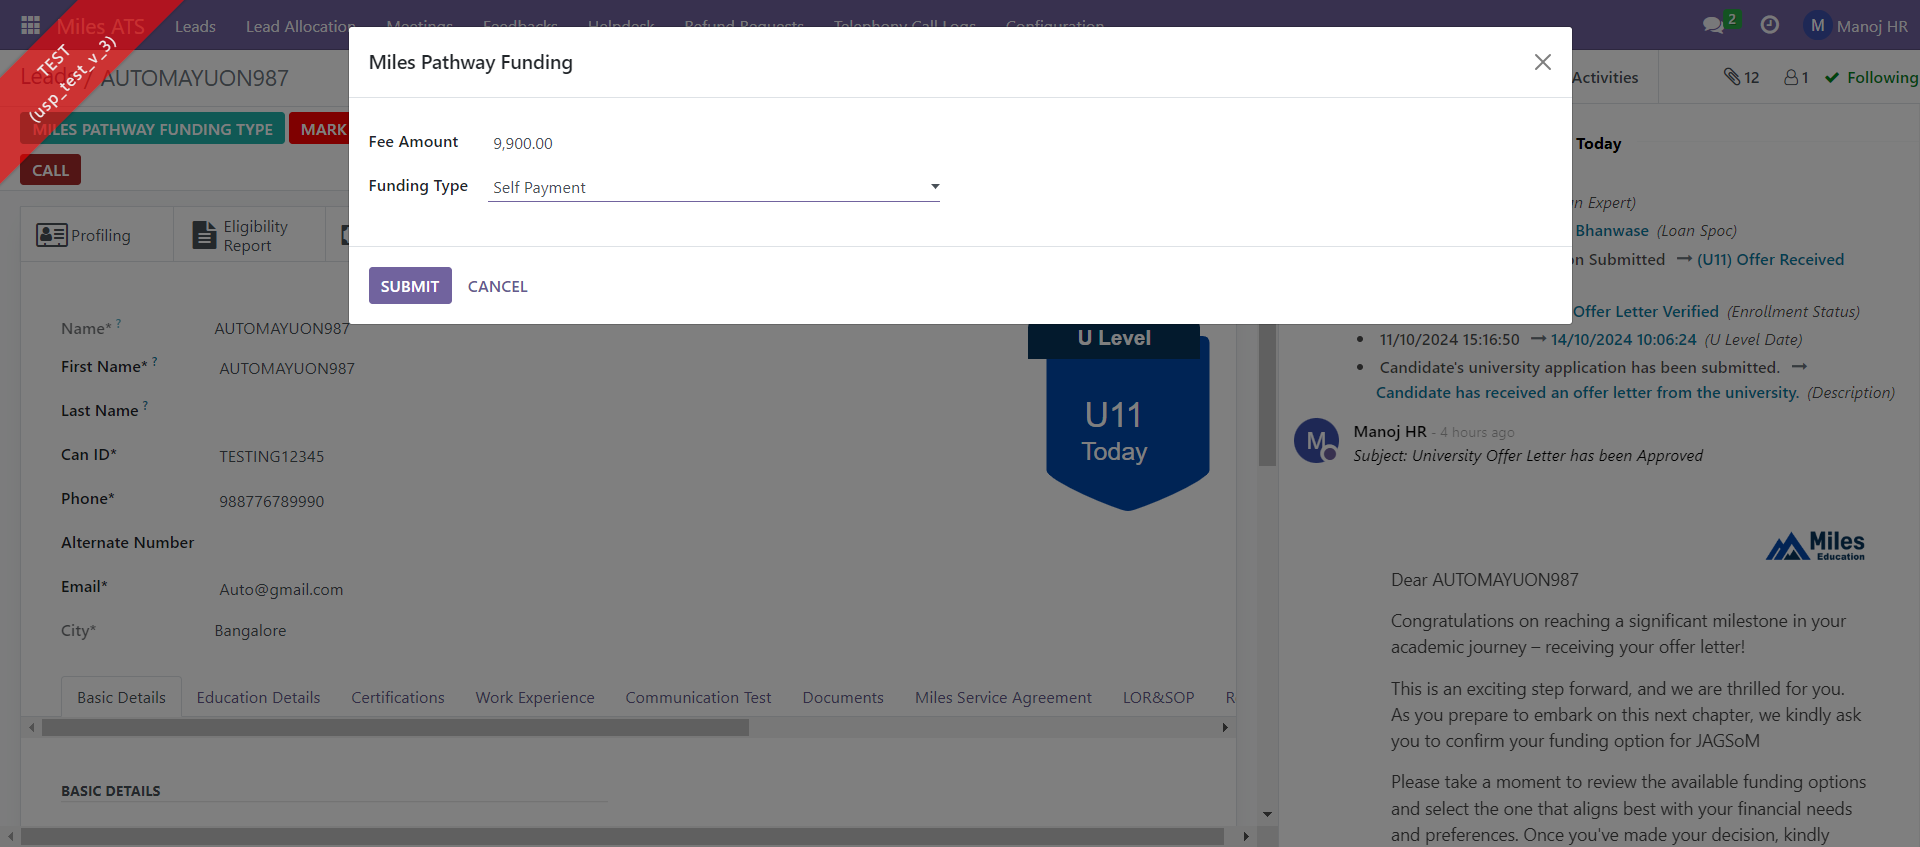 Miles ATS
Leads
Lead Allocation
Meetings
Feedbacks
Helpdesk
Refund Requests
Telephony Call Logs
Configuration
2
M
Manoj HR
TEST
(usp_test_v_3)
Leads / AUTOMAYUON987
Activities
12
1
Following
MILES PATHWAY FUNDING TYPE
MARK
CALL
Miles Pathway Funding
Fee Amount 9,900.00
Funding Type Self Payment
SUBMIT CANCEL
Profiling
Eligibility
Report
Name* ? AUTOMAYUON987
First Name* ? AUTOMAYUON987
Last Name ?
Can ID* TESTING12345
Phone* 988776789990
Alternate Number
Email* Auto@gmail.com
City* Bangalore
U Level
U11
Today
Basic Details
Education Details
Certifications
Work Experience
Communication Test
Documents
Miles Service Agreement
LOR&SOP
R
BASIC DETAILS
Today
n Expert)
Bhanwase (Loan Spoc)
on Submitted → (U11) Offer Received
Offer Letter Verified (Enrollment Status)
• 11/10/2024 15:16:50 → 14/10/2024 10:06:24 (U Level Date)
• Candidate's university application has been submitted. →
Candidate has received an offer letter from the university. (Description)
M
Manoj HR - 4 hours ago
Subject: University Offer Letter has been Approved
Miles
Education
Dear AUTOMAYUON987
Congratulations on reaching a significant milestone in your
academic journey – receiving your offer letter!
This is an exciting step forward, and we are thrilled for you.
As you prepare to embark on this next chapter, we kindly ask
you to confirm your funding option for JAGSoM
Please take a moment to review the available funding options
and select the one that aligns best with your financial needs
and preferences. Once you've made your decision, kindly